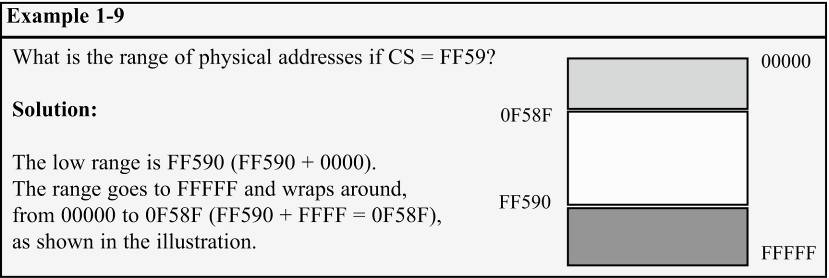 Example 1-9
What is the range of physical addresses if CS = FF59?
Solution:
The low range is FF590 (FF590 + 0000).
The range goes to FFFFF and wraps around,
from 00000 to 0F58F (FF590 + FFFF = 0F58F),
as shown in the illustration.
00000
0F58F
FF590
FFFFF